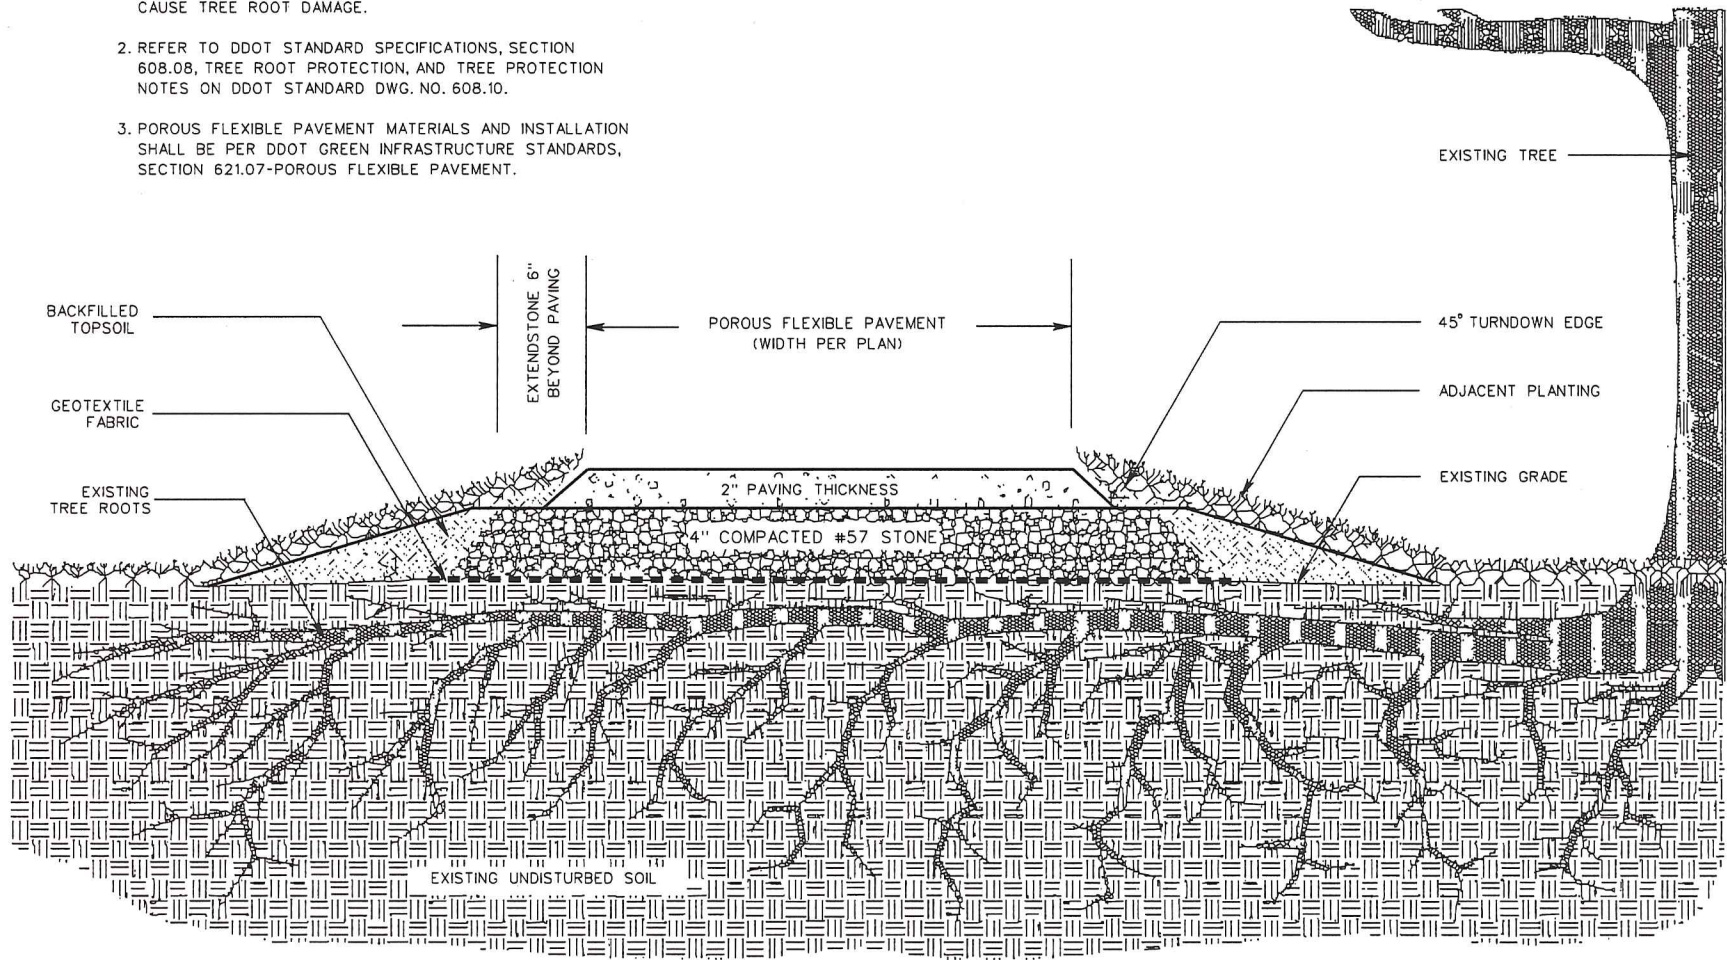 CAUSE TREE ROOT DAMAGE.
2. REFER TO DDOT STANDARD SPECIFICATIONS, SECTION
608.08, TREE ROOT PROTECTION, AND TREE PROTECTION
NOTES ON DDOT STANDARD DWG. NO. 608.10.
3. POROUS FLEXIBLE PAVEMENT MATERIALS AND INSTALLATION
SHALL BE PER DDOT GREEN INFRASTRUCTURE STANDARDS,
SECTION 621.07-POROUS FLEXIBLE PAVEMENT.
EXISTING TREE
BACKFILLED
TOPSOIL
EXTENDSTONE 6"
BEYOND PAVING
POROUS FLEXIBLE PAVEMENT
(WIDTH PER PLAN)
45° TURNDOWN EDGE
GEOTEXTILE
FABRIC
ADJACENT PLANTING
EXISTING
TREE ROOTS
2" PAVING THICKNESS
EXISTING GRADE
4" COMPACTED #57 STONE
EXISTING UNDISTURBED SOIL